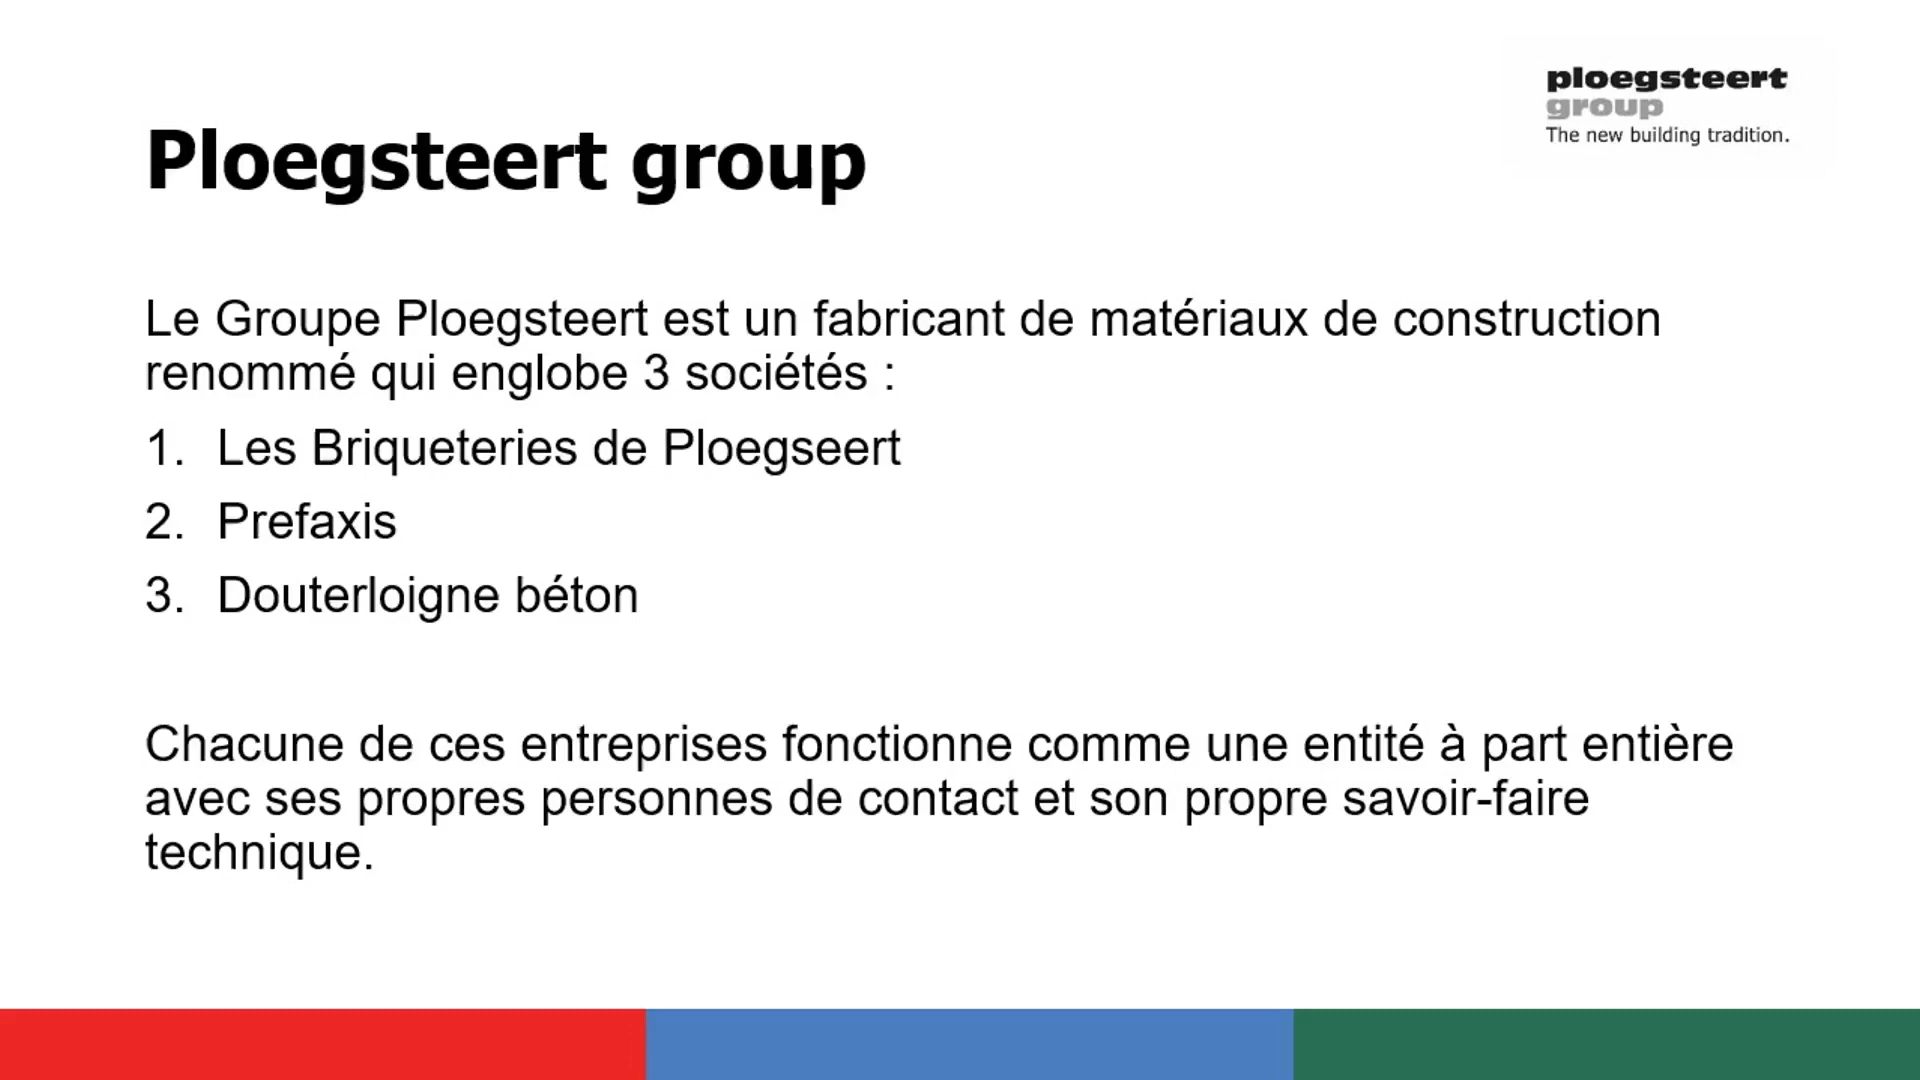 ploegsteert
group
The new building tradition.
Ploegsteert group
Le Groupe Ploegsteert est un fabricant de matériaux de construction
renommé qui englobe 3 sociétés :
1. Les Briqueteries de Ploegseert
2. Prefaxis
3. Douterloigne béton
Chacune de ces entreprises fonctionne comme une entité à part entière
avec ses propres personnes de contact et son propre savoir-faire
technique.